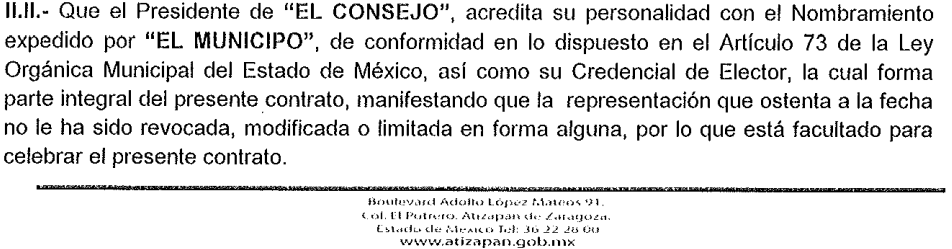 II.II.- Que el Presidente de "EL CONSEJO", acredita su personalidad con el Nombramiento
expedido por "EL MUNICIPO", de conformidad en lo dispuesto en el Artículo 73 de la Ley
Orgánica Municipal del Estado de México, así como su Credencial de Elector, la cual forma
parte integral del presente contrato, manifestando que la representación que ostenta a la fecha
no le ha sido revocada, modificada o limitada en forma alguna, por lo que está facultado para
celebrar el presente contrato.
Boulevard Adolfo López Mateos 91.
Col. El Potrero. Atizapán de Zaragoza.
Estado de México Tel: 36 22 28 00
www.atizapan.gob.mx